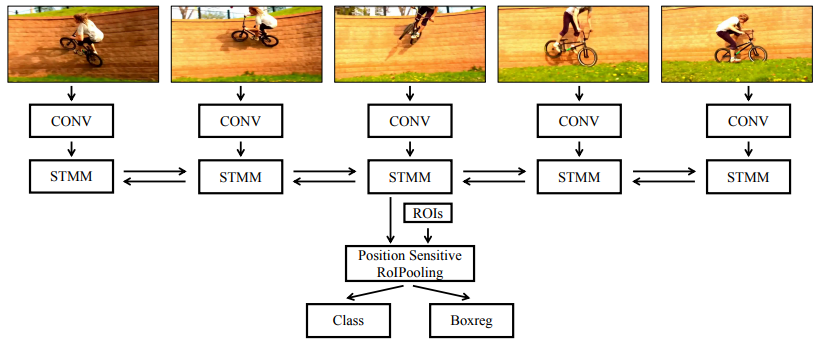 CONV
CONV
CONV
CONV
CONV
STMM
STMM
STMM
STMM
STMM
ROIs
Position Sensitive
RoIPooling
Class
Boxreg